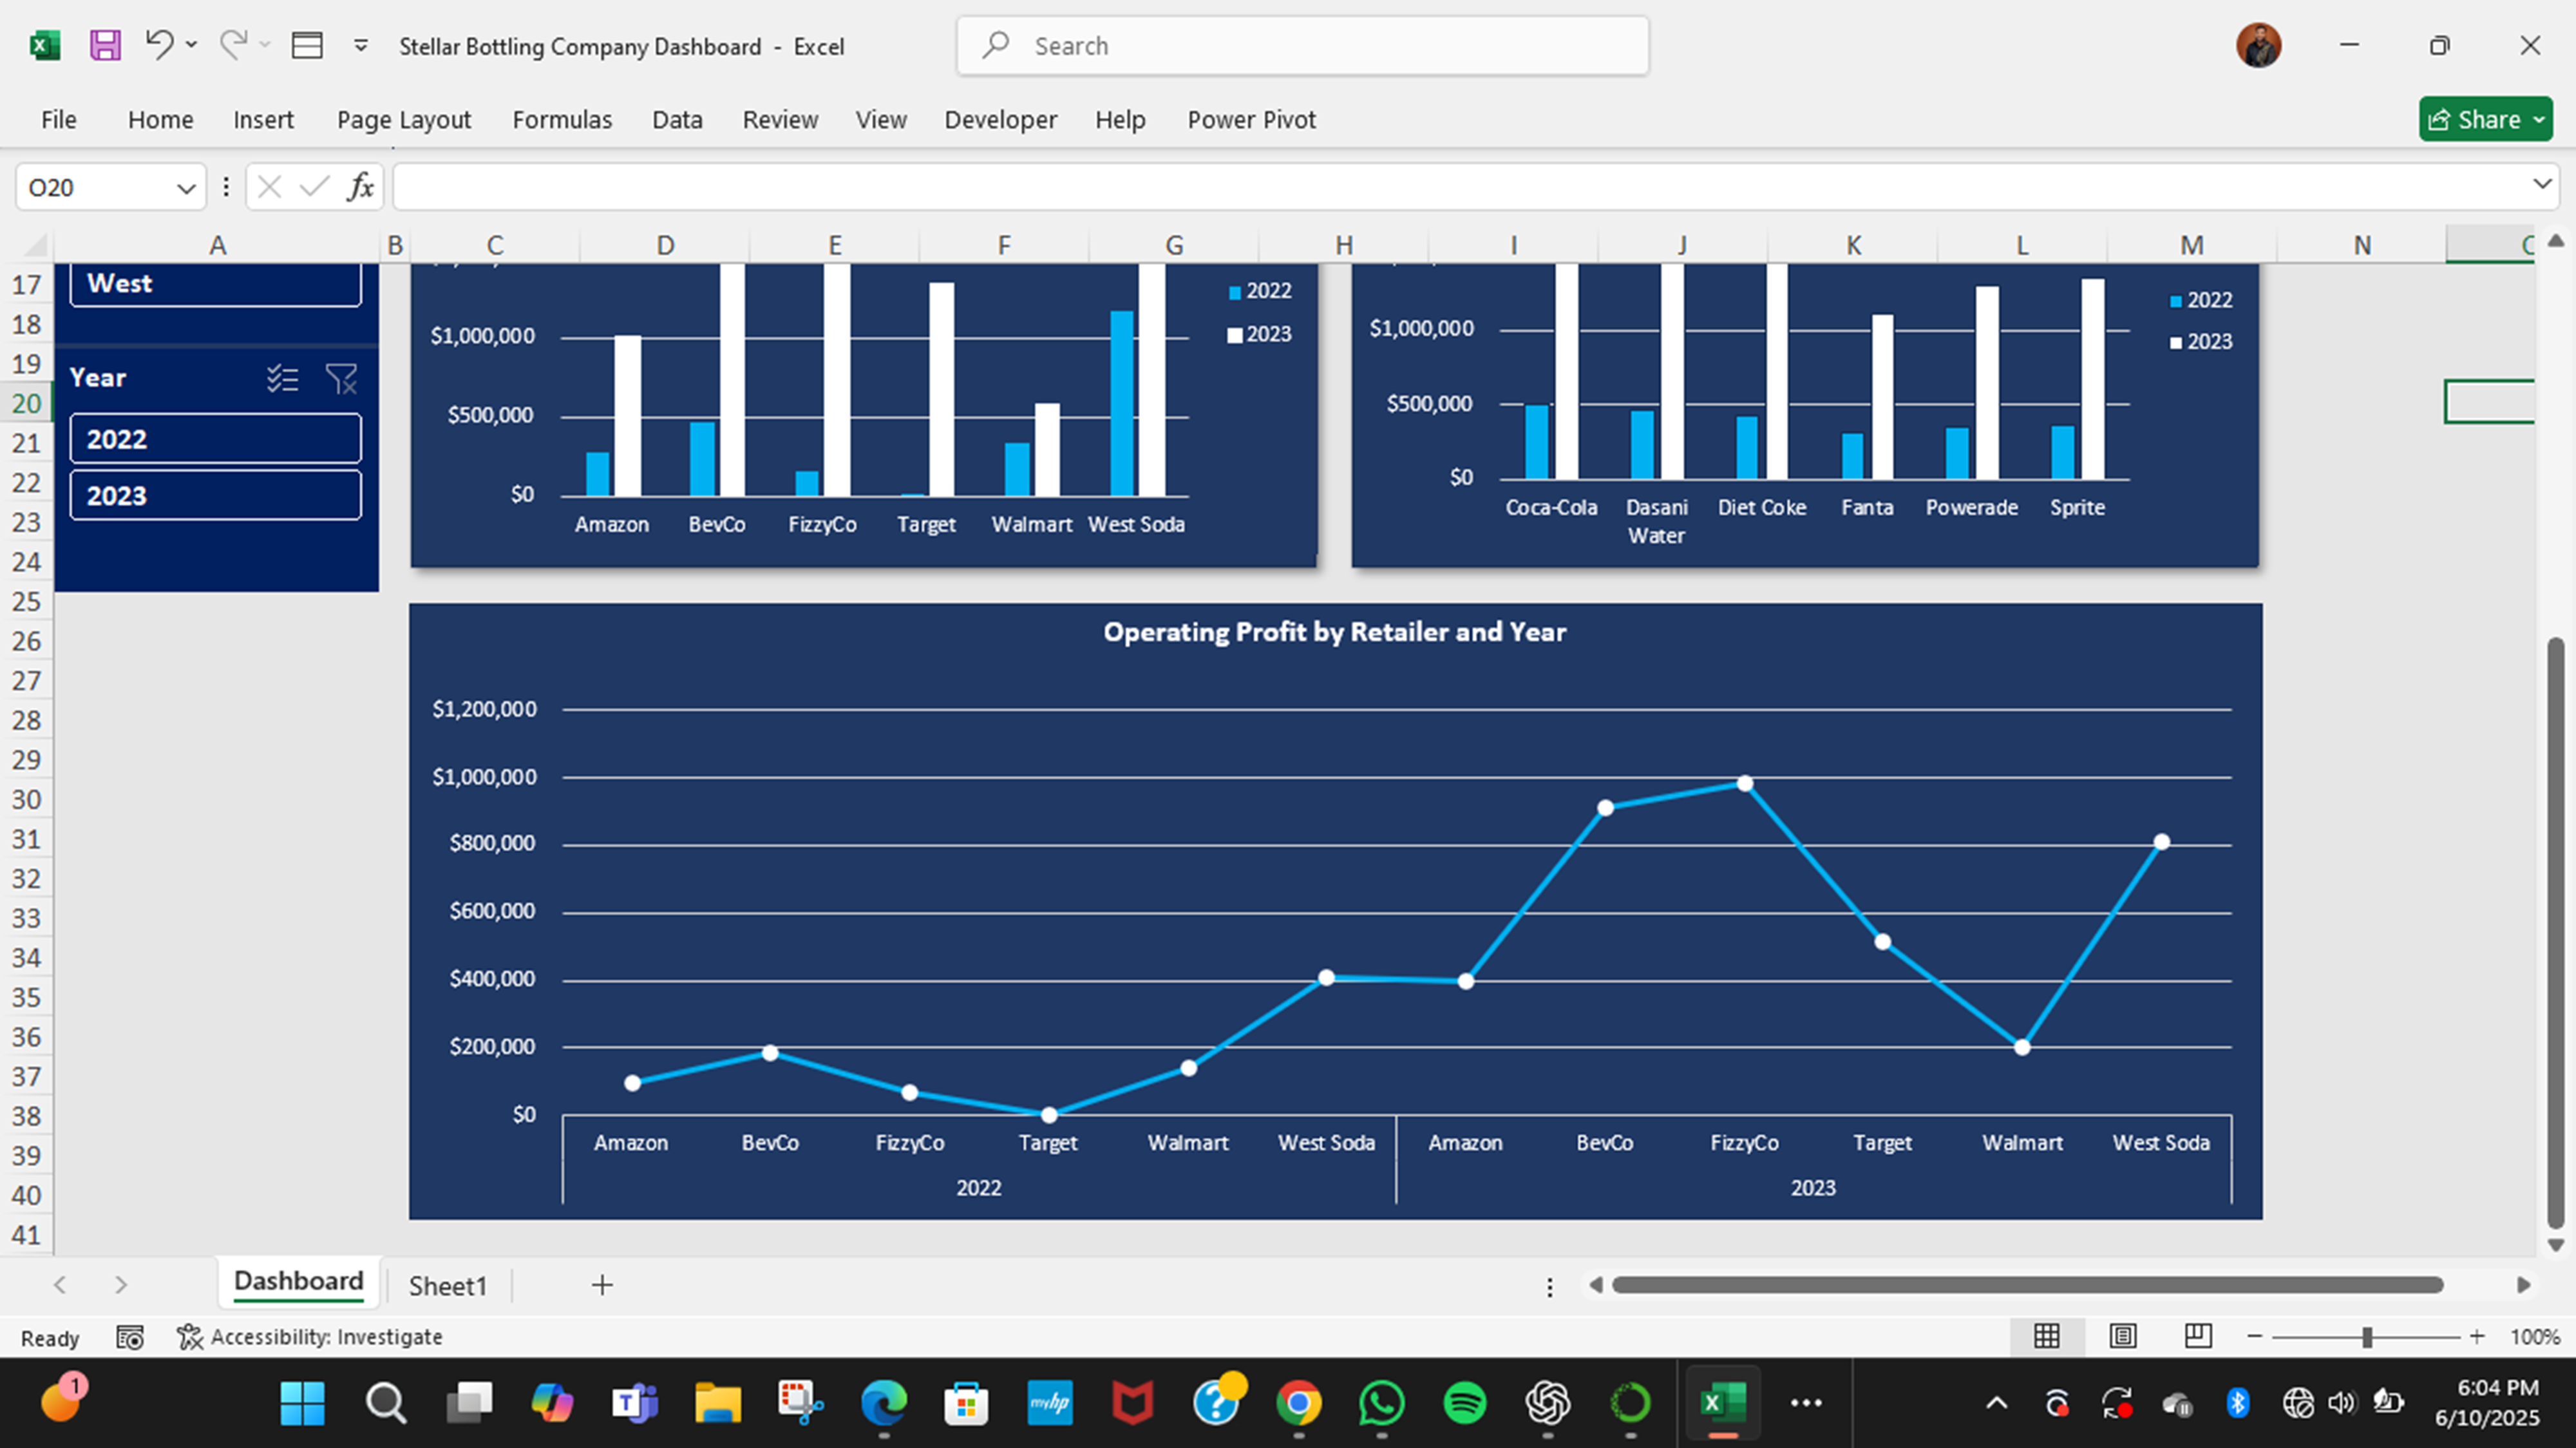 Stellar Bottling Company Dashboard - Excel
Search
File Home Insert Page Layout Formulas Data Review View Developer Help Power Pivot
Share
O20
fx
A B C D E F G H I J K L M N
17
18
19
20
21
22
23
24
25
26
27
28
29
30
31
32
33
34
35
36
37
38
39
40
41
West
Year
2022
2023
$1,000,000
$500,000
$0
Amazon BevCo FizzyCo Target Walmart West Soda
2022
2023
$1,000,000
$500,000
$0
Coca-Cola Dasani Diet Coke Fanta Powerade Sprite
Water
2022
2023
Operating Profit by Retailer and Year
$1,200,000
$1,000,000
$800,000
$600,000
$400,000
$200,000
$0
Amazon BevCo FizzyCo Target Walmart West Soda Amazon BevCo FizzyCo Target Walmart West Soda
2022 2023
Dashboard Sheet1
Ready
Accessibility: Investigate
100%
1
myhp
6:04 PM
6/10/2025